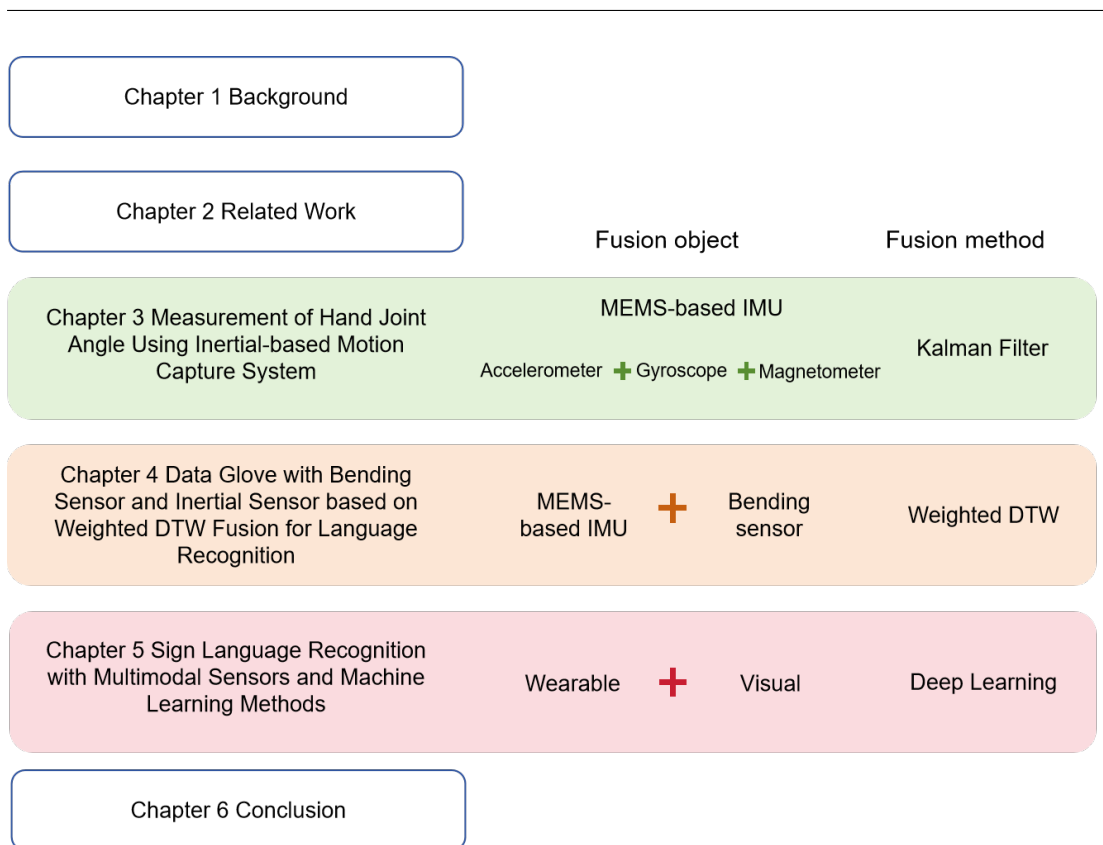 Chapter 1 Background
Chapter 2 Related Work
Fusion object
Fusion method
Chapter 3 Measurement of Hand Joint
Angle Using Inertial-based Motion
Capture System
MEMS-based IMU
Accelerometer + Gyroscope + Magnetometer
Kalman Filter
Chapter 4 Data Glove with Bending
Sensor and Inertial Sensor based on
Weighted DTW Fusion for Language
Recognition
MEMS-
based IMU
+
Bending
sensor
Weighted DTW
Chapter 5 Sign Language Recognition
with Multimodal Sensors and Machine
Learning Methods
Wearable + Visual
Deep Learning
Chapter 6 Conclusion